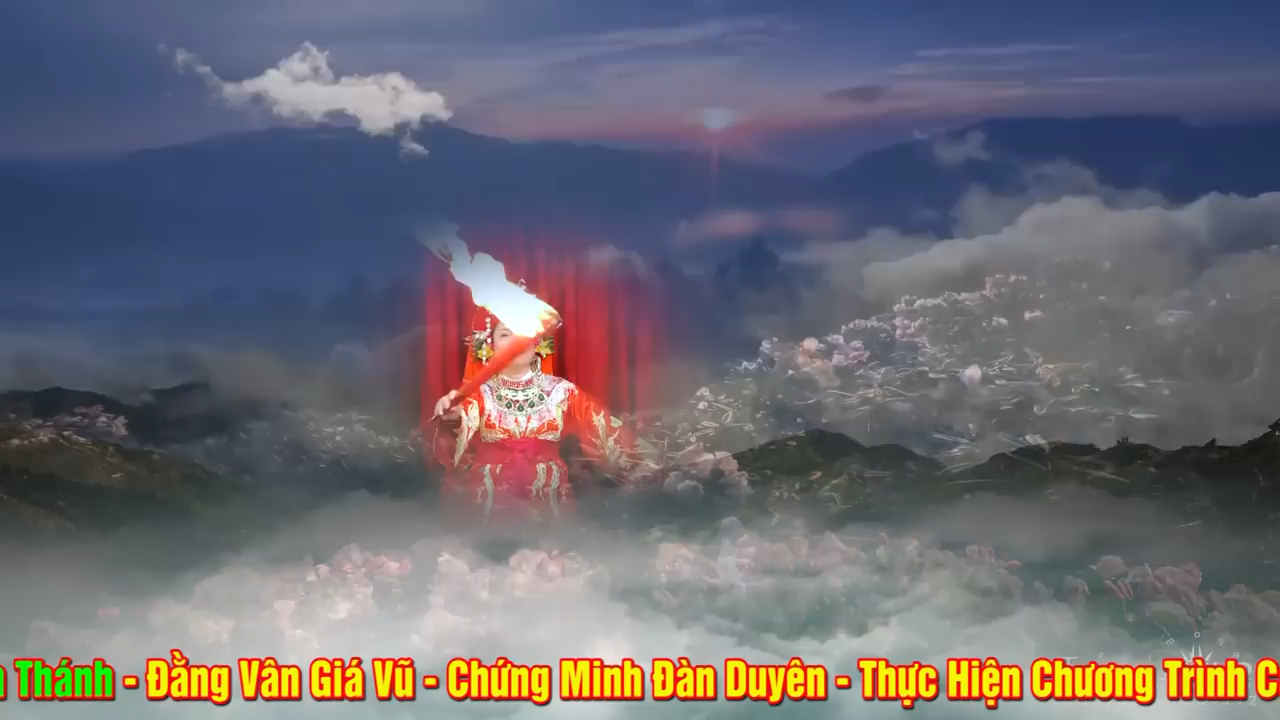 Thánh - Đằng Vân Giá Vũ - Chứng Minh Đàn Duyên - Thực Hiện Chương Trình C